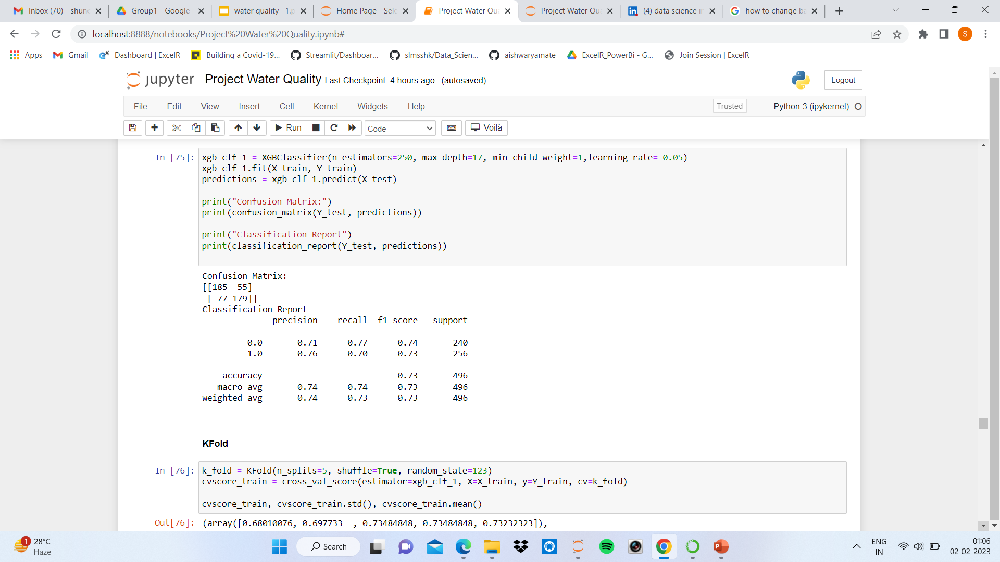 Inbox (70) - shun
Group1 - Google
water quality--1.p
Home Page - Sele
Project Water Qu
Project Water Qu
(4) data science in
how to change ba
localhost:8888/notebooks/Project%20Water%20Quality.ipynb#
S
Apps
Gmail
Dashboard | ExcelR
Building a Covid-19...
Streamlit/Dashboar...
slmsshk/Data_Scien...
aishwaryamate
ExcelR_PowerBi - G...
Join Session | ExcelR
jupyter Project Water Quality Last Checkpoint: 4 hours ago (autosaved)
Logout
File Edit View Insert Cell Kernel Widgets Help
Trusted
Python 3 (ipykernel)
Run
Code
Voilà
In [75]:
xgb_clf_1 = XGBClassifier(n_estimators=250, max_depth=17, min_child_weight=1,learning_rate= 0.05)
xgb_clf_1.fit(X_train, Y_train)
predictions = xgb_clf_1.predict(X_test)
print("Confusion Matrix:")
print(confusion_matrix(Y_test, predictions))
print("Classification Report")
print(classification_report(Y_test, predictions))
Confusion Matrix:
[[185  55]
 [ 77 179]]
Classification Report
precision recall f1-score support
0.0 0.71 0.77 0.74 240
1.0 0.76 0.70 0.73 256
accuracy 0.73 496
macro avg 0.74 0.74 0.73 496
weighted avg 0.74 0.73 0.73 496
KFold
In [76]:
k_fold = KFold(n_splits=5, shuffle=True, random_state=123)
cvscore_train = cross_val_score(estimator=xgb_clf_1, X=X_train, y=Y_train, cv=k_fold)
cvscore_train, cvscore_train.std(), cvscore_train.mean()
Out[76]:
(array([0.68010076, 0.697733  , 0.73484848, 0.73484848, 0.73232323]),
1
28°C
Haze
Search
P
ENG
IN
01:06
02-02-2023